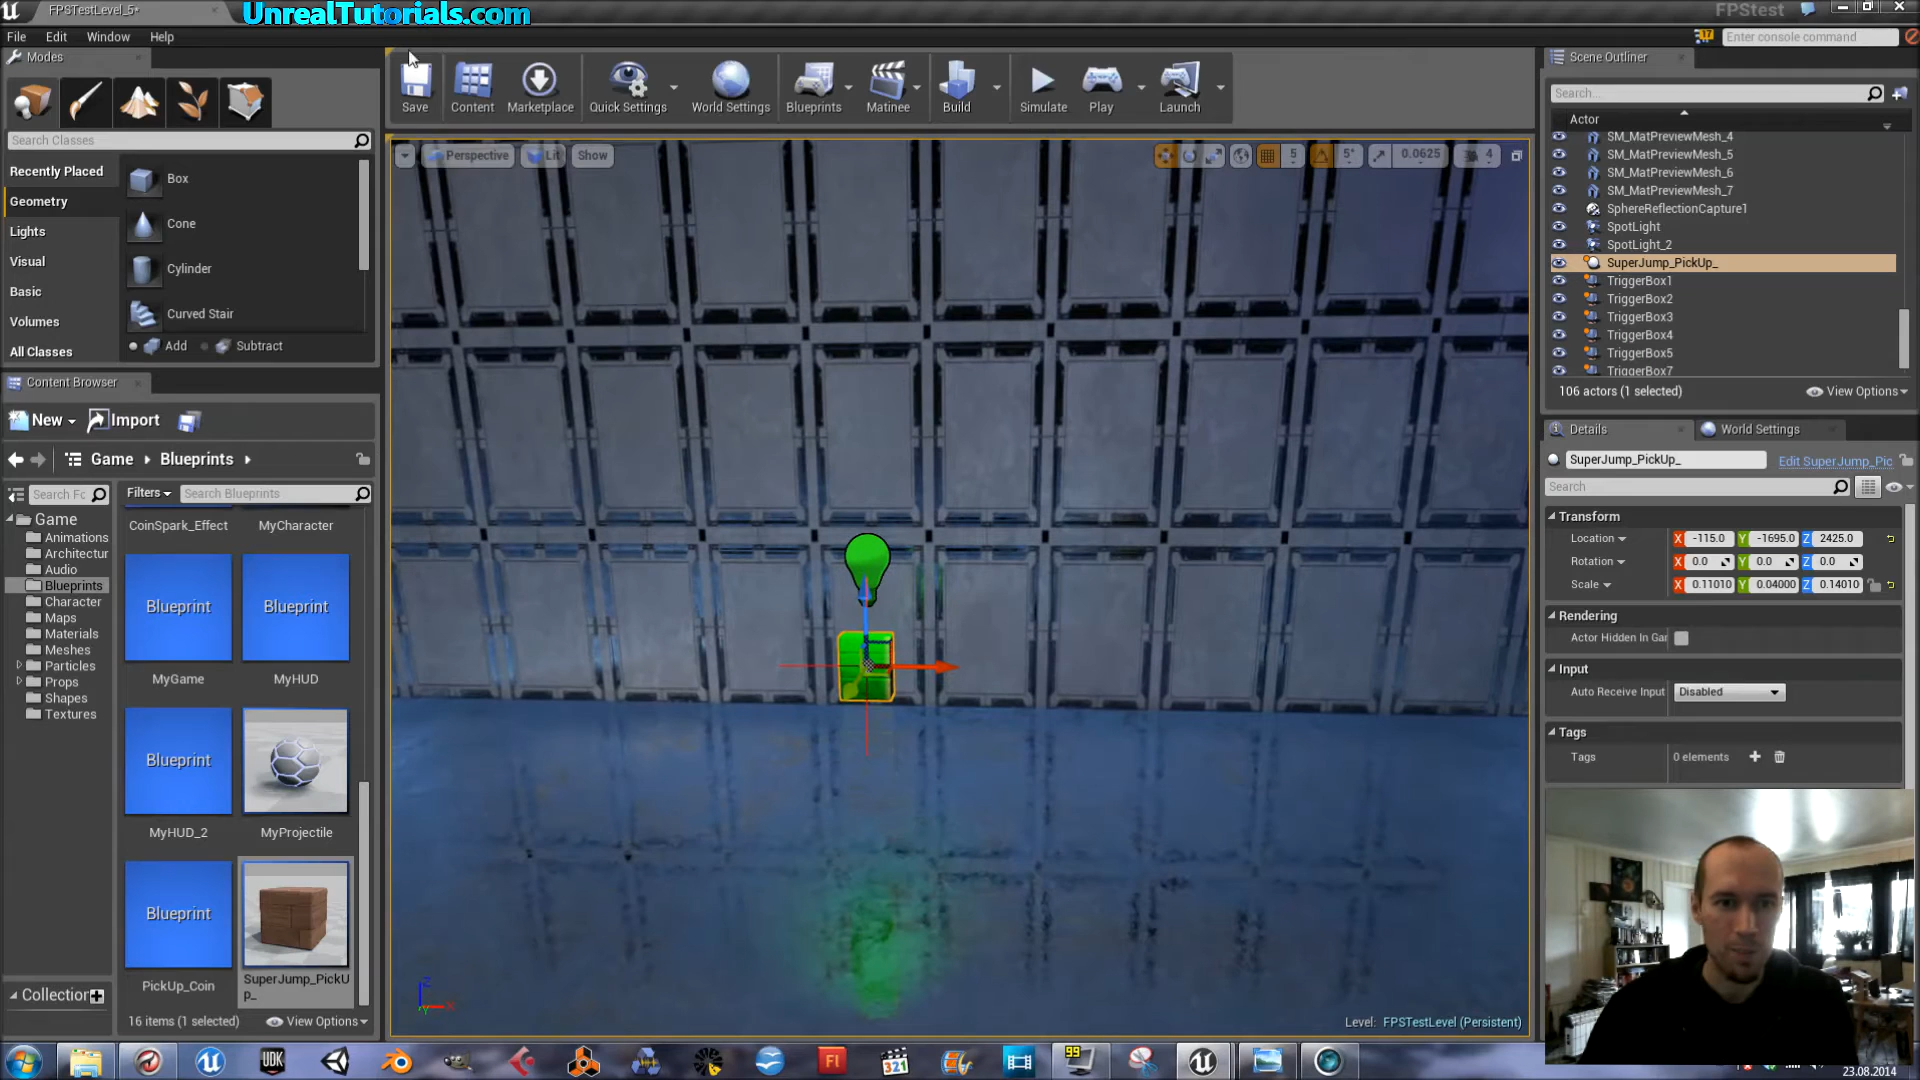 FPSTestLevel_5*
UnrealTutorials.com
FPStest
File Edit Window Help
17
Enter console command
Modes
Save Content Marketplace Quick Settings World Settings Blueprints Matinee Build Simulate Play Launch
Search Classes
Recently Placed
Geometry
Lights
Visual
Basic
Volumes
All Classes
Box
Cone
Cylinder
Curved Stair
Add Subtract
Content Browser
New Import
Game Blueprints
Search Fc
Filters Search Blueprints
Game
Animations
Architectur
Audio
Blueprints
Character
Maps
Materials
Meshes
Particles
Props
Shapes
Textures
Collection
CoinSpark_Effect MyCharacter
Blueprint Blueprint
MyGame MyHUD
Blueprint
MyHUD_2 MyProjectile
Blueprint
PickUp_Coin SuperJump_PickU
p_
16 items (1 selected) View Options
Perspective Lit Show
5 5° 0.0625 4
Z
X
Y
Level: FPSTestLevel (Persistent)
Scene Outliner
Search...
Actor
SM_MatPreviewMesh_4
SM_MatPreviewMesh_5
SM_MatPreviewMesh_6
SM_MatPreviewMesh_7
SphereReflectionCapture1
SpotLight
SpotLight_2
SuperJump_PickUp_
TriggerBox1
TriggerBox2
TriggerBox3
TriggerBox4
TriggerBox5
TriggerBox7
106 actors (1 selected) View Options
Details World Settings
SuperJump_PickUp_ Edit SuperJump_Pic
Search
Transform
Location X -115.0 Y -1695.0 Z 2425.0
Rotation X 0.0 Y 0.0 Z 0.0
Scale X 0.11010 Y 0.04000 Z 0.14010
Rendering
Actor Hidden In Gar
Input
Auto Receive Input Disabled
Tags
Tags 0 elements
UDK
Fl
321
99
23.08.2014